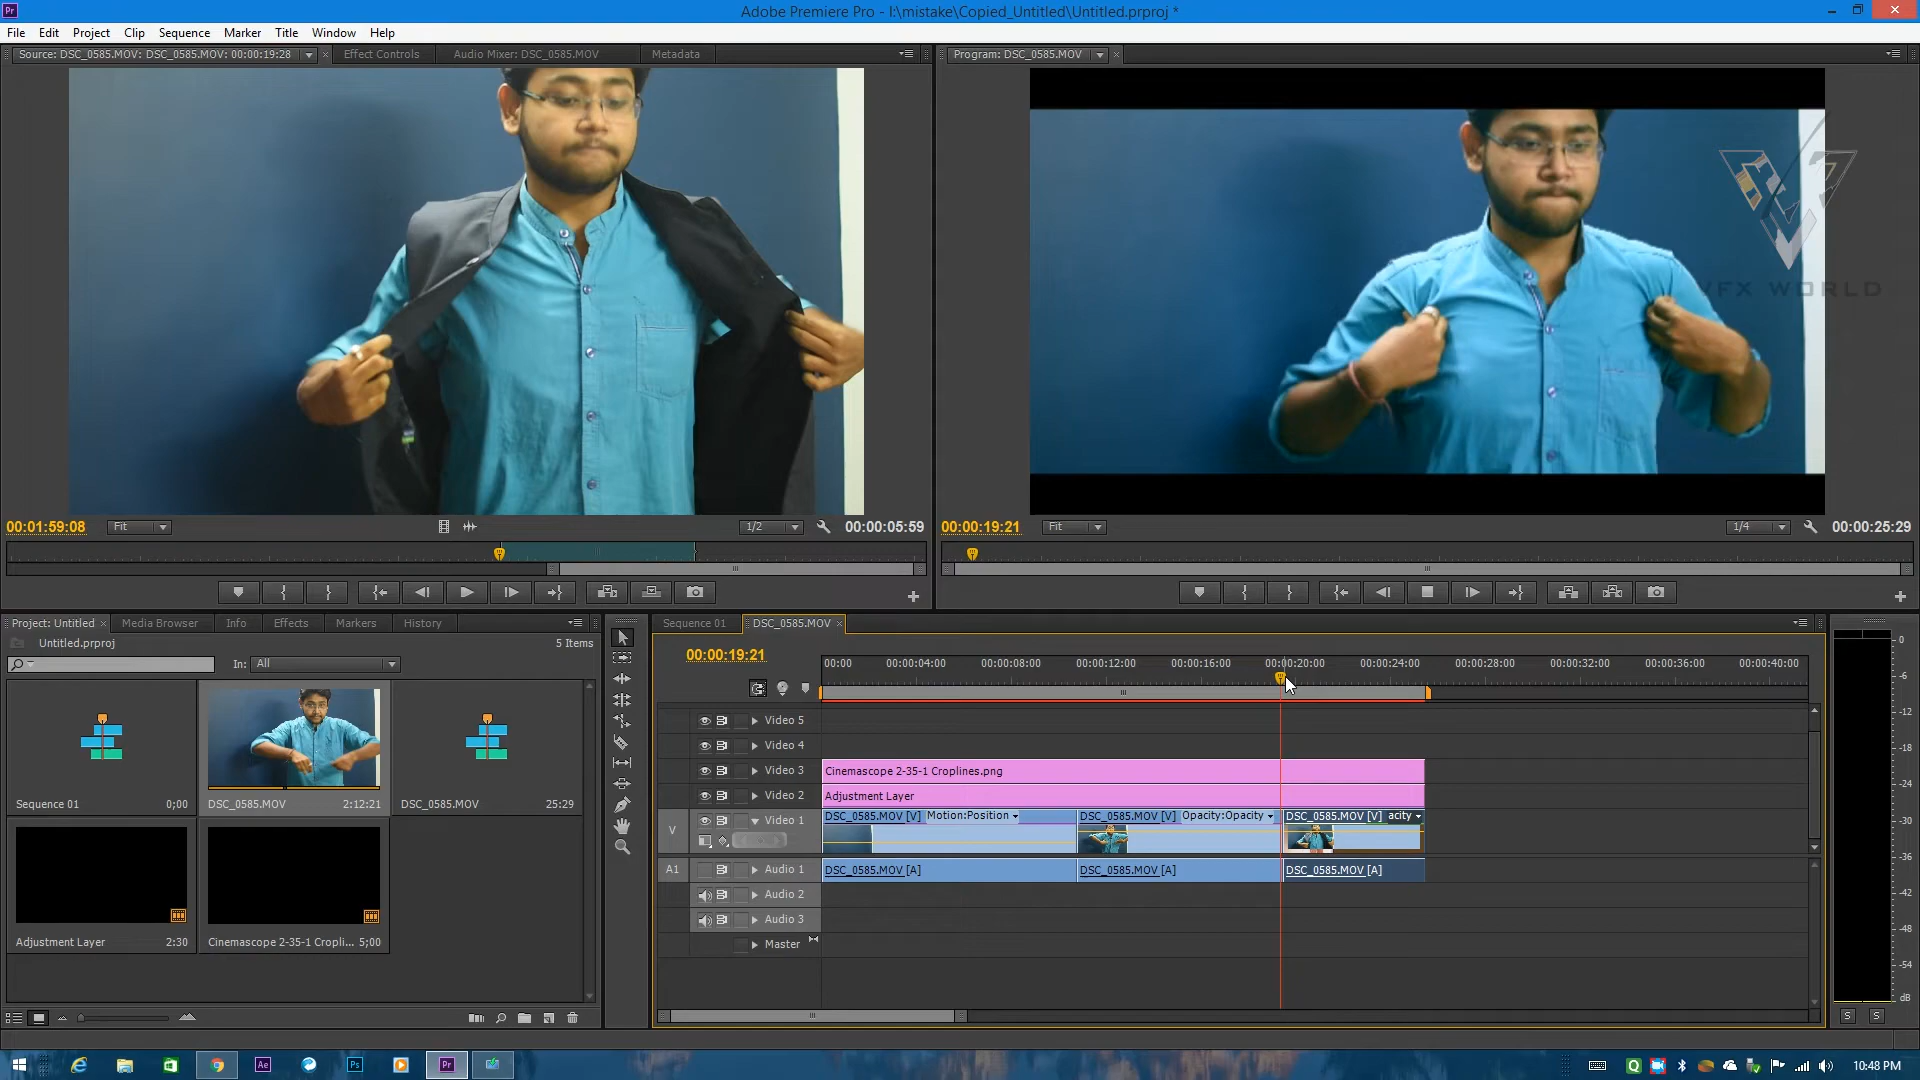 Pr Adobe Premiere Pro - I:\mistake\Copied_Untitled\Untitled.prproj *
File Edit Project Clip Sequence Marker Title Window Help
Source: DSC_0585.MOV: DSC_0585.MOV: 00:00:19:28 Effect Controls Audio Mixer: DSC_0585.MOV Metadata
Program: DSC_0585.MOV
VFX WORLD
00:01:59:08 Fit 1/2 00:00:05:59
00:00:19:21 Fit 1/4 00:00:25:29
Project: Untitled Media Browser Info Effects Markers History
Untitled.prproj 5 Items
In: All
Sequence 01 0;00
DSC_0585.MOV 2:12:21
DSC_0585.MOV 25:29
Adjustment Layer 2:30
Cinemascope 2-35-1 Cropli... 5;00
Sequence 01 DSC_0585.MOV
00:00:19:21
00:00 00:00:04:00 00:00:08:00 00:00:12:00 00:00:16:00 00:00:20:00 00:00:24:00 00:00:28:00 00:00:32:00 00:00:36:00 00:00:40:00
Video 5
Video 4
Video 3 Cinemascope 2-35-1 Croplines.png
Video 2 Adjustment Layer
V Video 1 DSC_0585.MOV [V] Motion:Position DSC_0585.MOV [V] Opacity:Opacity DSC_0585.MOV [V] acity
A1 Audio 1 DSC_0585.MOV [A] DSC_0585.MOV [A] DSC_0585.MOV [A]
Audio 2
Audio 3
Master
0
-6
-12
-18
-24
-30
-36
-42
-48
-54
dB
S S
Ae Ps Pr
10:48 PM